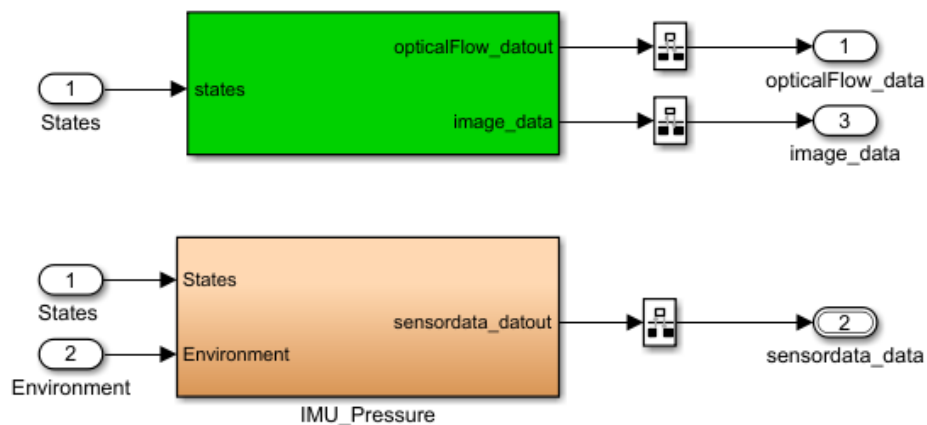 1
States
states
opticalFlow_datout
image_data
1
opticalFlow_data
3
image_data
1
States
2
Environment
States
Environment
sensordata_datout
IMU_Pressure
2
sensordata_data